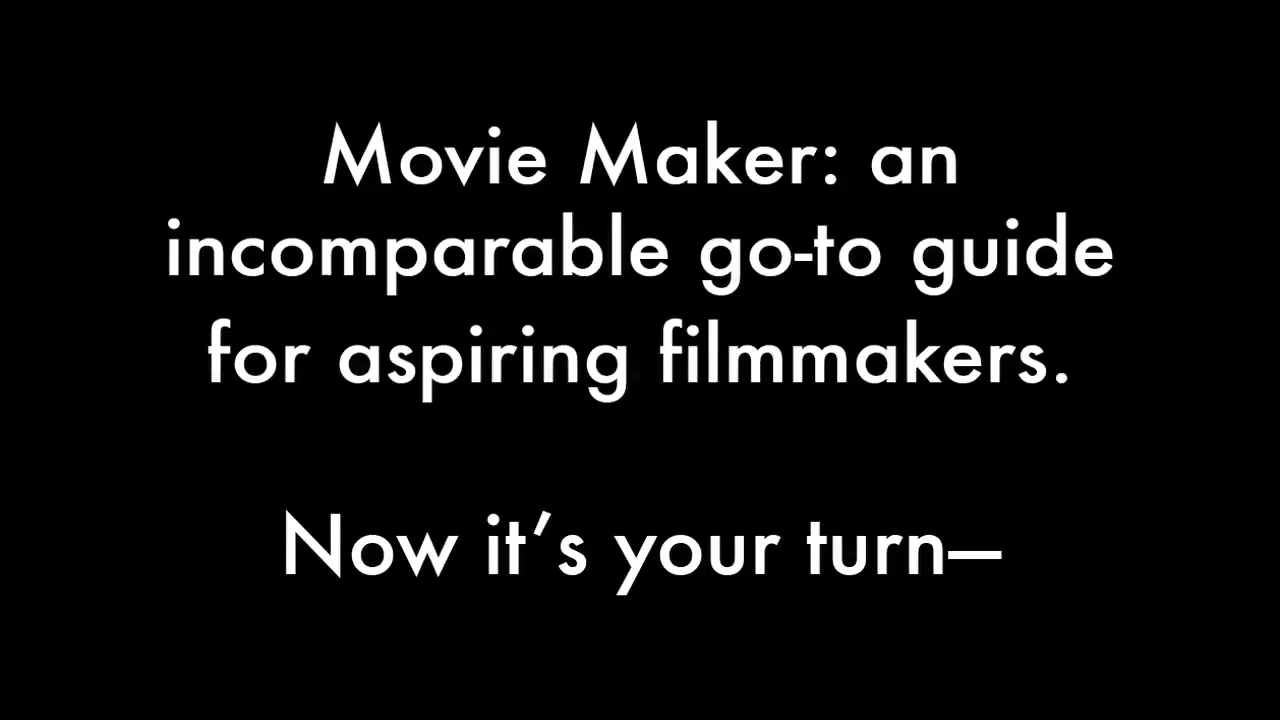 Movie Maker: an
incomparable go-to guide
for aspiring filmmakers.
Now it’s your turn—